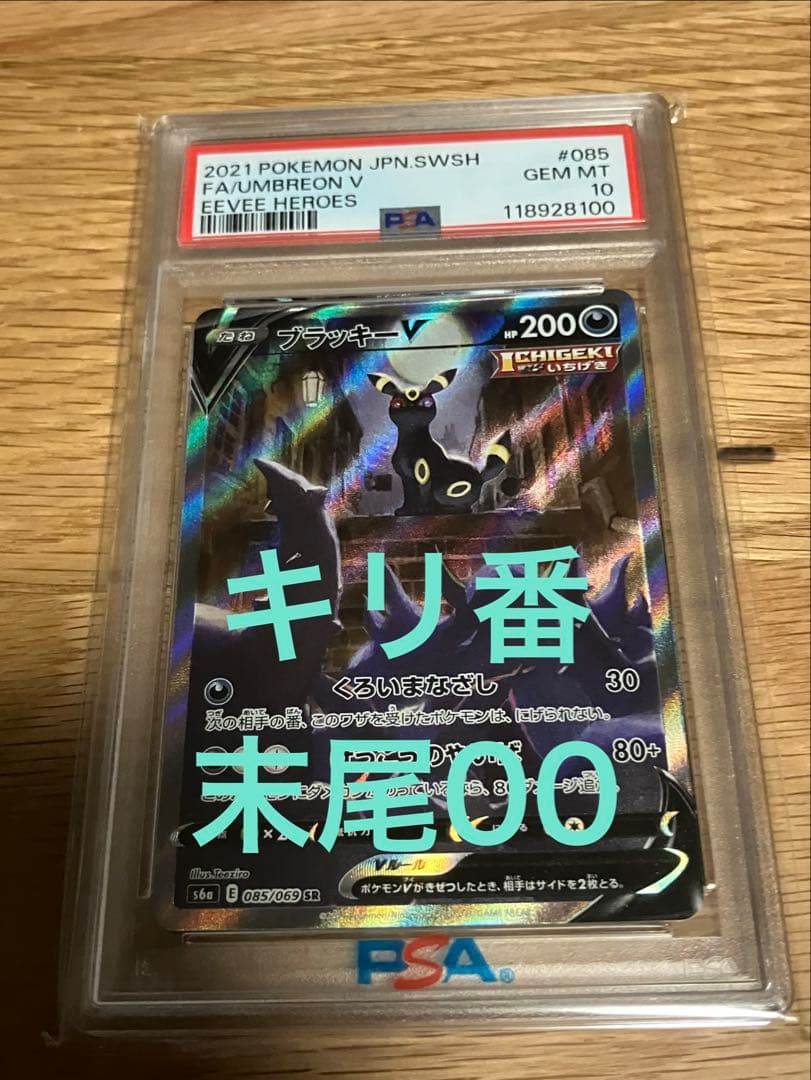 2021 POKEMON JPN.SWSH #085
FA/UMBREON V GEM MT
EEVEE HEROES 10
PSA 118928100
たね ブラッキーV HP 200
ICHIGEKI
いちげき
キリ番
くろいまなざし 30
次の相手の番、このワザを受けたポケモンは、にげられない。
80+
末尾00
Vルール
ポケモンVがきぜつしたとき、相手はサイドを2枚とる。
Illus.Teeziro
s6a E 085/069 SR
PSA